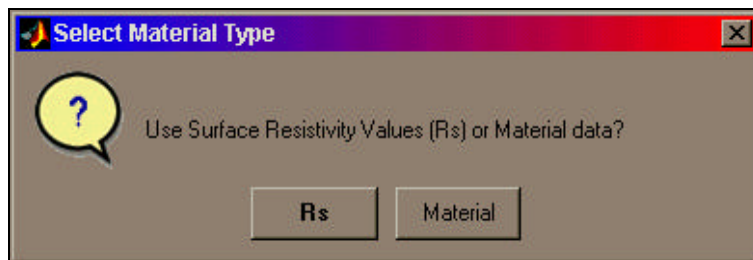 Select Material Type
?
Use Surface Resistivity Values (Rs) or Material data?
Rs
Material